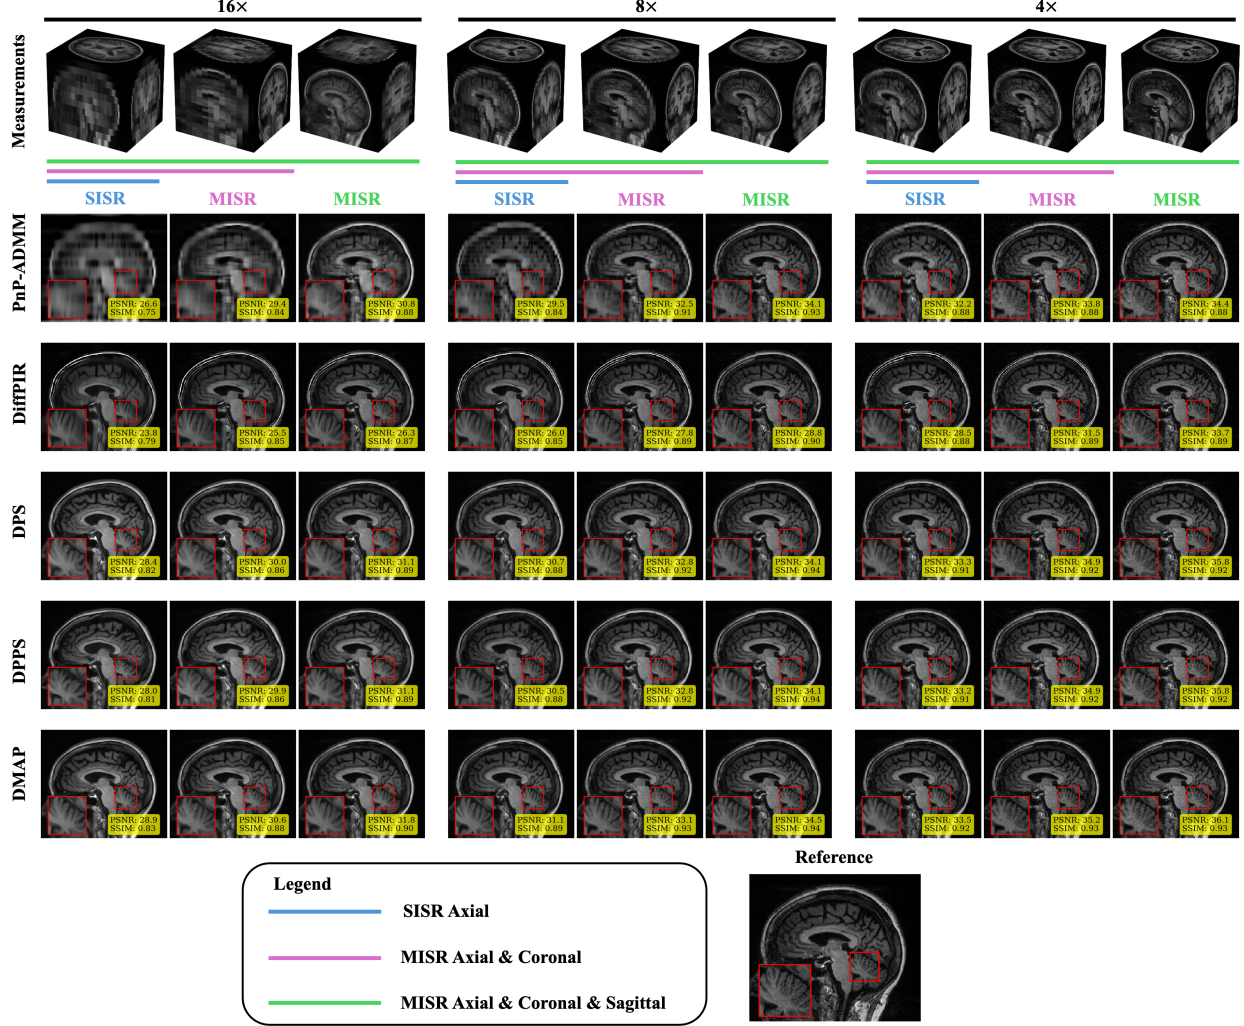 16×
8×
4×
Measurements
SISR
MISR
MISR
SISR
MISR
MISR
SISR
MISR
MISR
PnP-ADMM
PSNR: 26.6
SSIM: 0.75
PSNR: 29.4
SSIM: 0.84
PSNR: 30.8
SSIM: 0.88
PSNR: 29.5
SSIM: 0.84
PSNR: 32.5
SSIM: 0.91
PSNR: 34.1
SSIM: 0.93
PSNR: 32.2
SSIM: 0.88
PSNR: 33.8
SSIM: 0.88
PSNR: 34.4
SSIM: 0.88
DiffPIR
PSNR: 23.8
SSIM: 0.79
PSNR: 25.5
SSIM: 0.85
PSNR: 26.3
SSIM: 0.87
PSNR: 26.0
SSIM: 0.85
PSNR: 27.8
SSIM: 0.89
PSNR: 28.8
SSIM: 0.90
PSNR: 28.5
SSIM: 0.88
PSNR: 31.5
SSIM: 0.89
PSNR: 33.7
SSIM: 0.89
DPS
PSNR: 28.4
SSIM: 0.82
PSNR: 30.0
SSIM: 0.86
PSNR: 31.1
SSIM: 0.89
PSNR: 30.7
SSIM: 0.88
PSNR: 32.8
SSIM: 0.92
PSNR: 34.1
SSIM: 0.94
PSNR: 33.3
SSIM: 0.91
PSNR: 34.9
SSIM: 0.92
PSNR: 35.8
SSIM: 0.92
DPPS
PSNR: 28.0
SSIM: 0.81
PSNR: 29.9
SSIM: 0.86
PSNR: 31.1
SSIM: 0.89
PSNR: 30.5
SSIM: 0.88
PSNR: 32.8
SSIM: 0.92
PSNR: 34.1
SSIM: 0.94
PSNR: 33.2
SSIM: 0.91
PSNR: 34.9
SSIM: 0.92
PSNR: 35.8
SSIM: 0.92
DMAP
PSNR: 28.9
SSIM: 0.83
PSNR: 30.6
SSIM: 0.88
PSNR: 31.8
SSIM: 0.90
PSNR: 31.1
SSIM: 0.89
PSNR: 33.1
SSIM: 0.93
PSNR: 34.5
SSIM: 0.94
PSNR: 33.5
SSIM: 0.92
PSNR: 35.2
SSIM: 0.93
PSNR: 36.1
SSIM: 0.93
Legend
SISR Axial
MISR Axial & Coronal
MISR Axial & Coronal & Sagittal
Reference